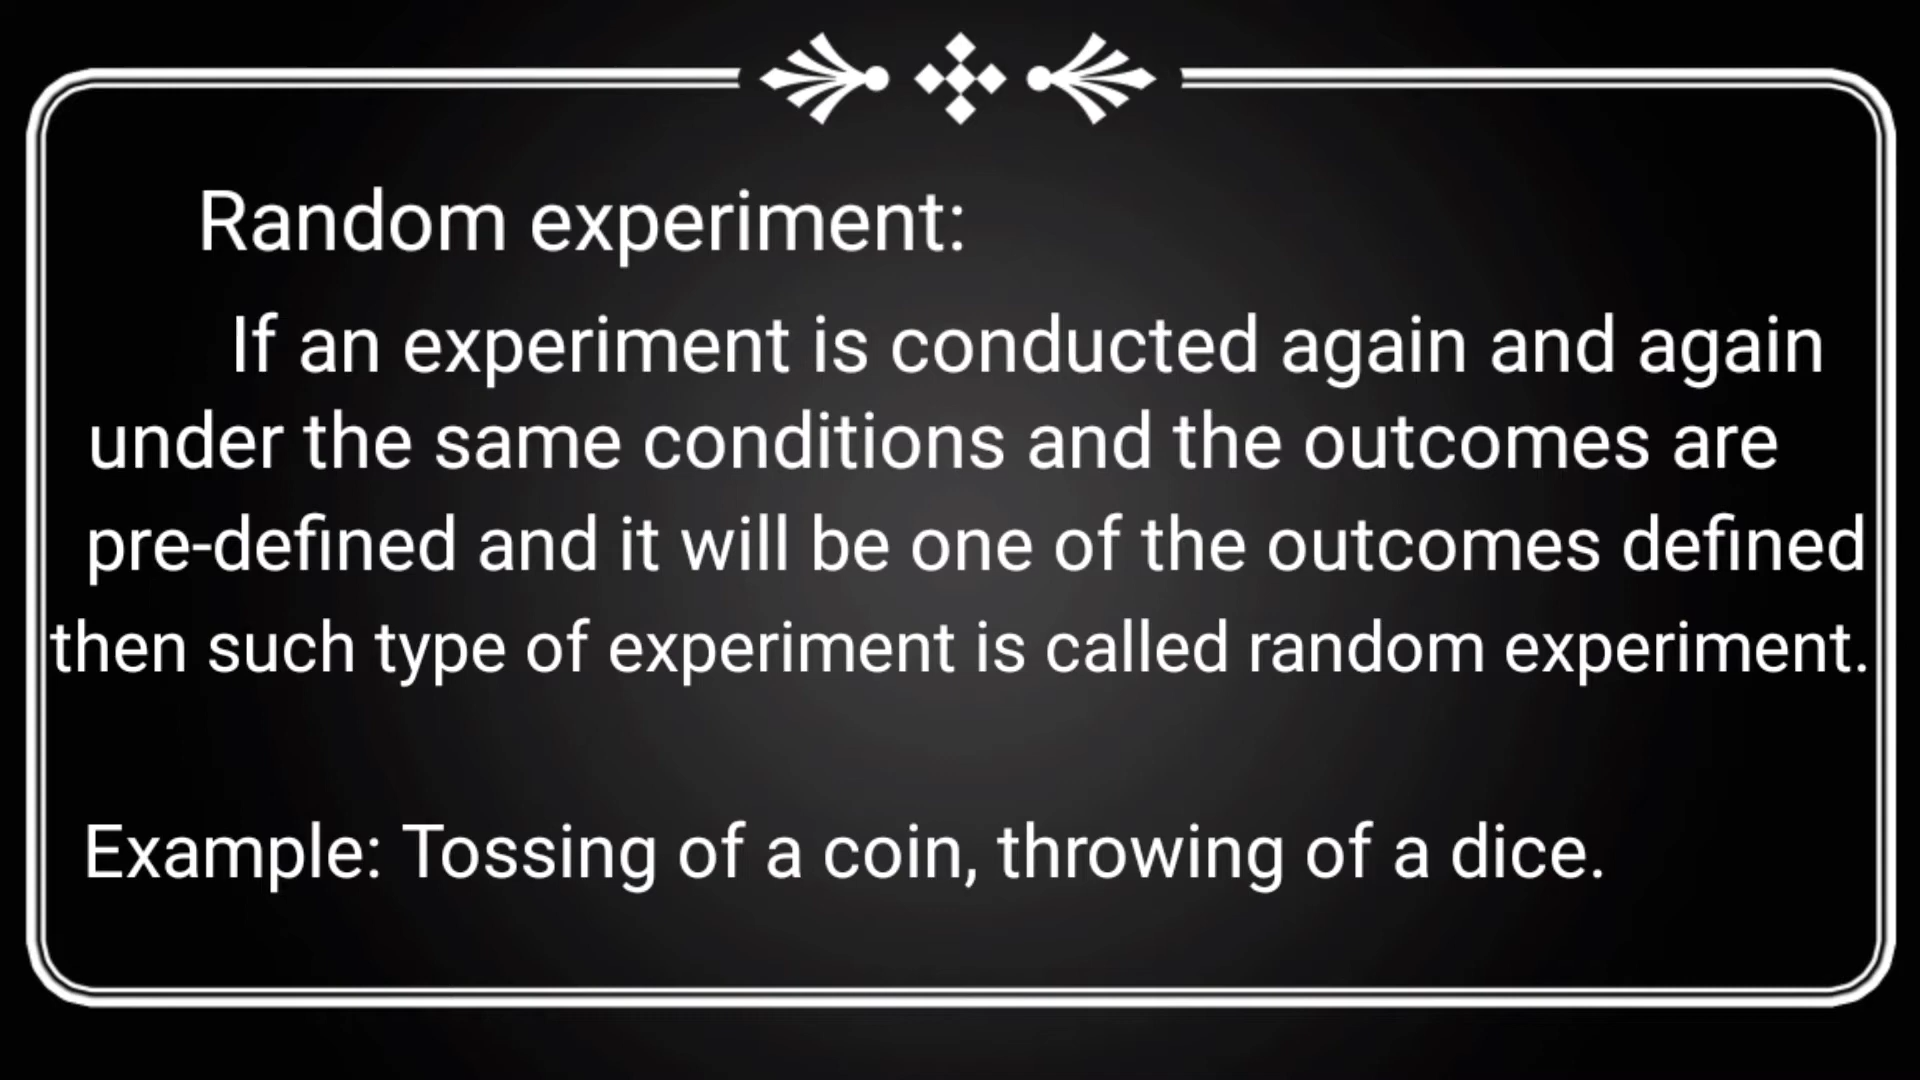 Random experiment:
If an experiment is conducted again and again
under the same conditions and the outcomes are
pre-defined and it will be one of the outcomes defined
then such type of experiment is called random experiment.
Example: Tossing of a coin, throwing of a dice.